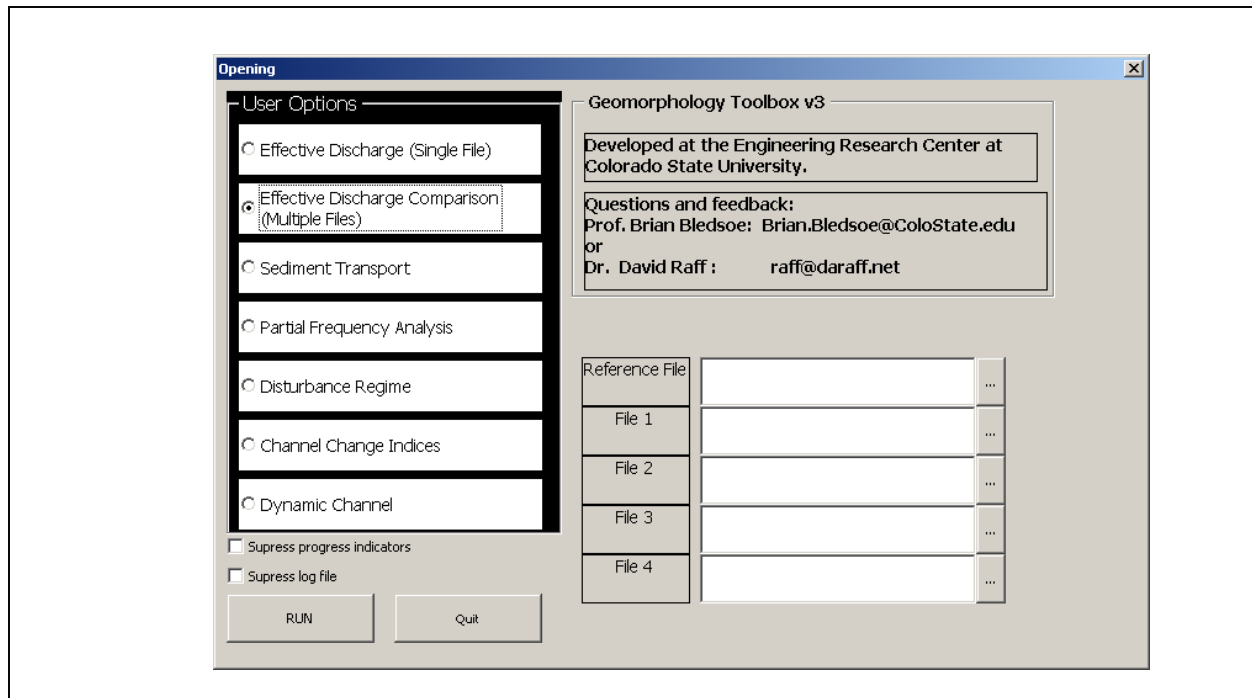 Opening
User Options
Effective Discharge (Single File)
Effective Discharge Comparison
(Multiple Files)
Sediment Transport
Partial Frequency Analysis
Disturbance Regime
Channel Change Indices
Dynamic Channel
Supress progress indicators
Supress log file
RUN
Quit
Geomorphology Toolbox v3
Developed at the Engineering Research Center at
Colorado State University.
Questions and feedback:
Prof. Brian Bledsoe: Brian.Bledsoe@ColoState.edu
or
Dr. David Raff : raff@daraff.net
Reference File
...
File 1
...
File 2
...
File 3
...
File 4
...